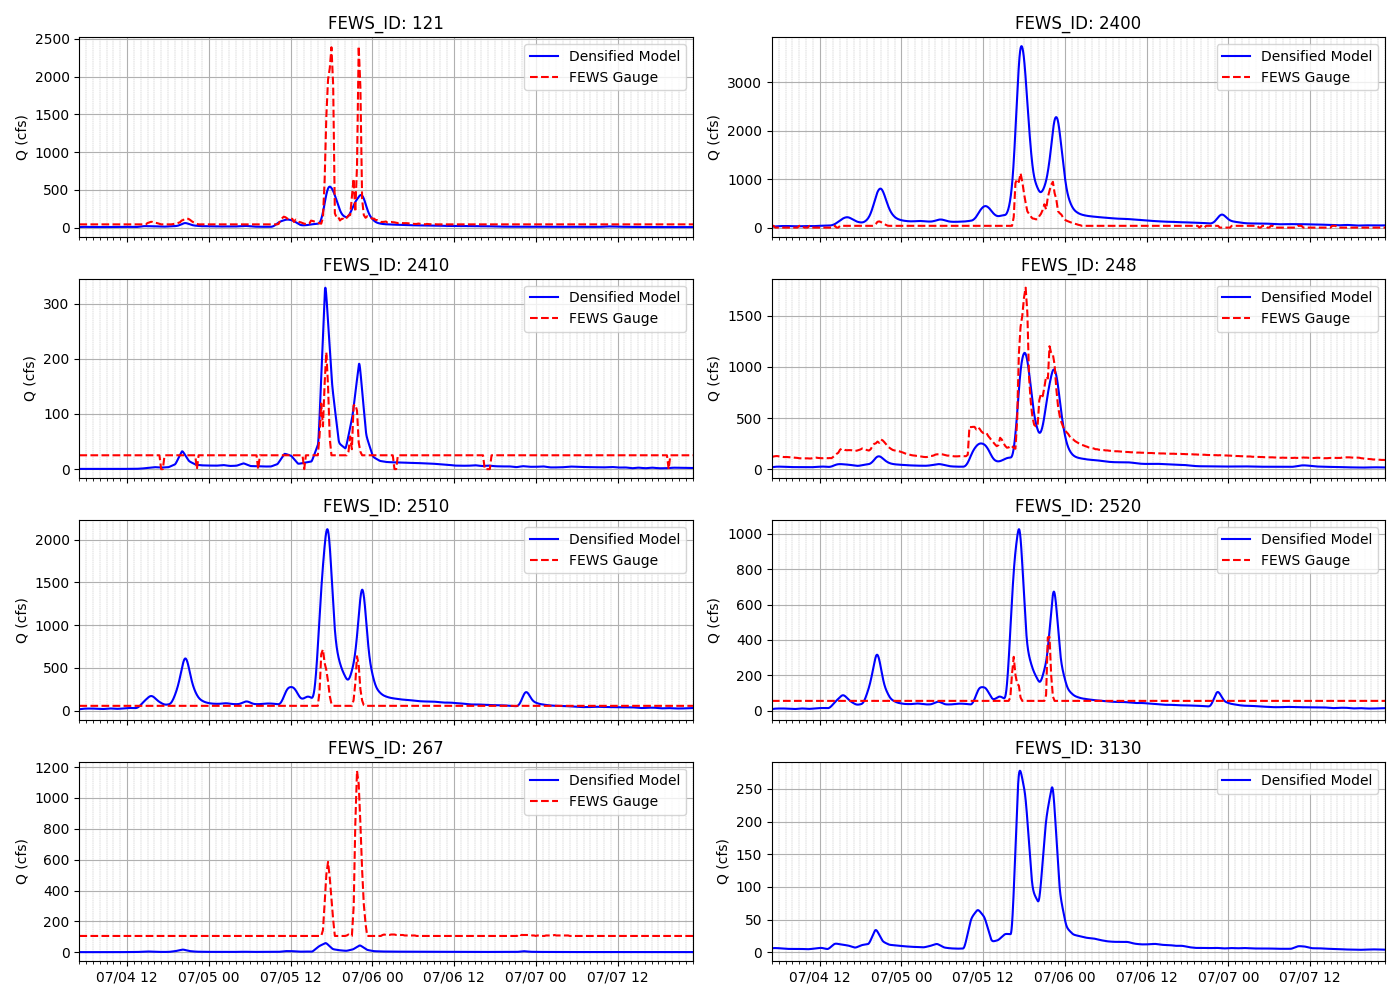 FEWS_ID: 121
Q (cfs)
2500
2000
1500
1000
500
0
Densified Model
FEWS Gauge
FEWS_ID: 2400
Q (cfs)
3000
2000
1000
0
Densified Model
FEWS Gauge
FEWS_ID: 2410
Q (cfs)
300
200
100
0
Densified Model
FEWS Gauge
FEWS_ID: 248
Q (cfs)
1500
1000
500
0
Densified Model
FEWS Gauge
FEWS_ID: 2510
Q (cfs)
2000
1500
1000
500
0
Densified Model
FEWS Gauge
FEWS_ID: 2520
Q (cfs)
1000
800
600
400
200
0
Densified Model
FEWS Gauge
FEWS_ID: 267
Q (cfs)
1200
1000
800
600
400
200
0
Densified Model
FEWS Gauge
07/04 12 07/05 00 07/05 12 07/06 00 07/06 12 07/07 00 07/07 12
FEWS_ID: 3130
Q (cfs)
250
200
150
100
50
0
Densified Model
07/04 12 07/05 00 07/05 12 07/06 00 07/06 12 07/07 00 07/07 12